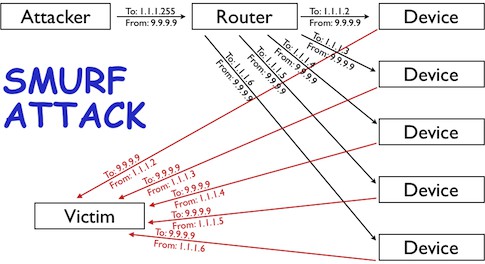 Attacker
To: 1.1.1.255
From: 9.9.9.9
Router
To: 1.1.1.2
From: 9.9.9.9
Device
To: 1.1.1.3
From: 9.9.9.9
Device
To: 1.1.1.4
From: 9.9.9.9
Device
To: 1.1.1.5
From: 9.9.9.9
Device
To: 1.1.1.6
From: 9.9.9.9
Device
SMURF
ATTACK
To: 9.9.9.9
From: 1.1.1.2
To: 9.9.9.9
From: 1.1.1.3
To: 9.9.9.9
From: 1.1.1.4
To: 9.9.9.9
From: 1.1.1.5
To: 9.9.9.9
From: 1.1.1.6
Victim